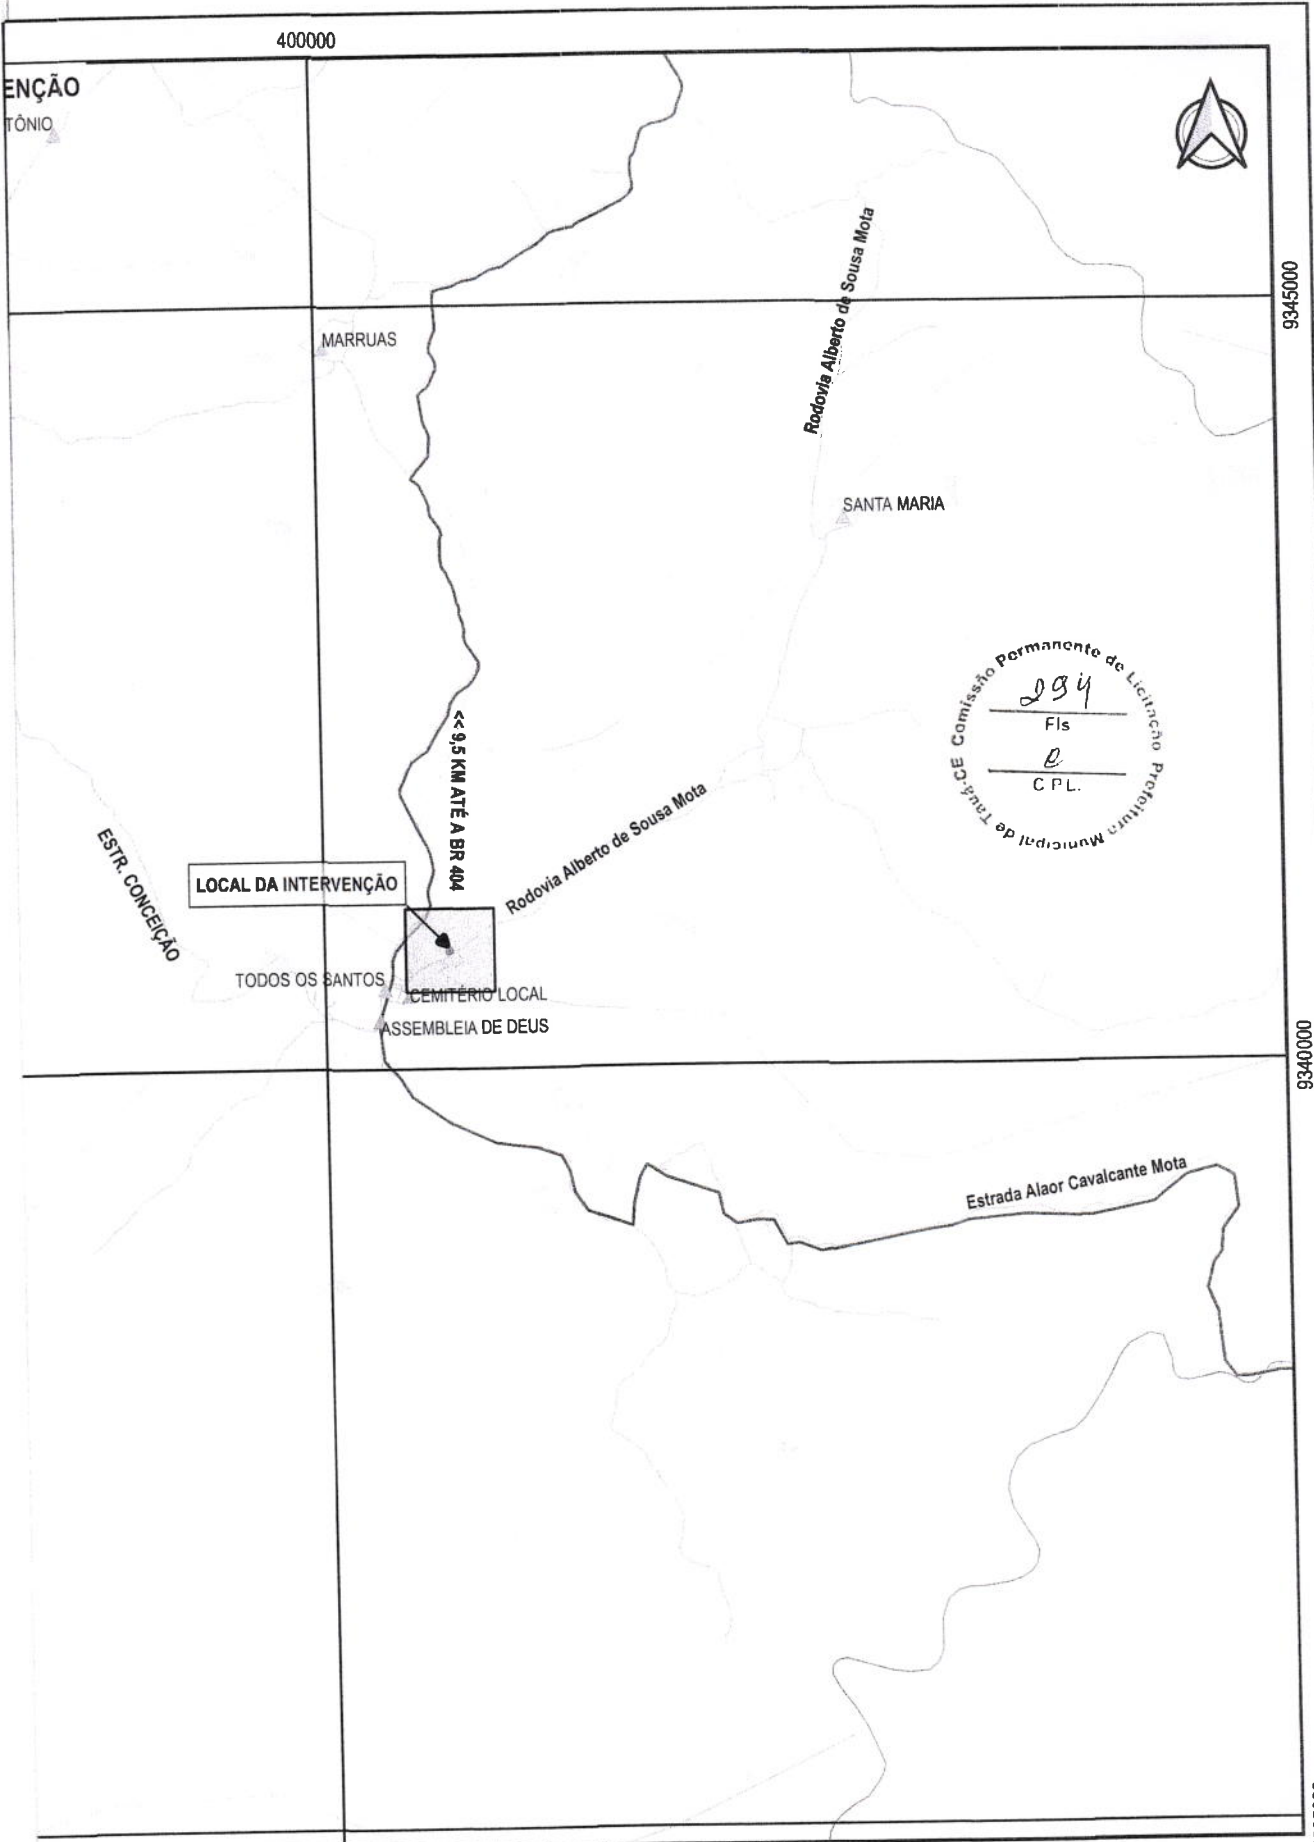 400000
ENÇÃO
TÔNIO
9345000
MARRUAS
Rodovia Alberto de Sousa Mota
SANTA MARIA
Comissão Permanente de Licitação Prefeitura Municipal de Tauá-CE
294
Fls
CPL.
<< 9,5 KM ATÉ A BR 404
Rodovia Alberto de Sousa Mota
ESTR. CONCEIÇÃO
LOCAL DA INTERVENÇÃO
TODOS OS SANTOS
CEMITÉRIO LOCAL
ASSEMBLEIA DE DEUS
9340000
Estrada Alaor Cavalcante Mota